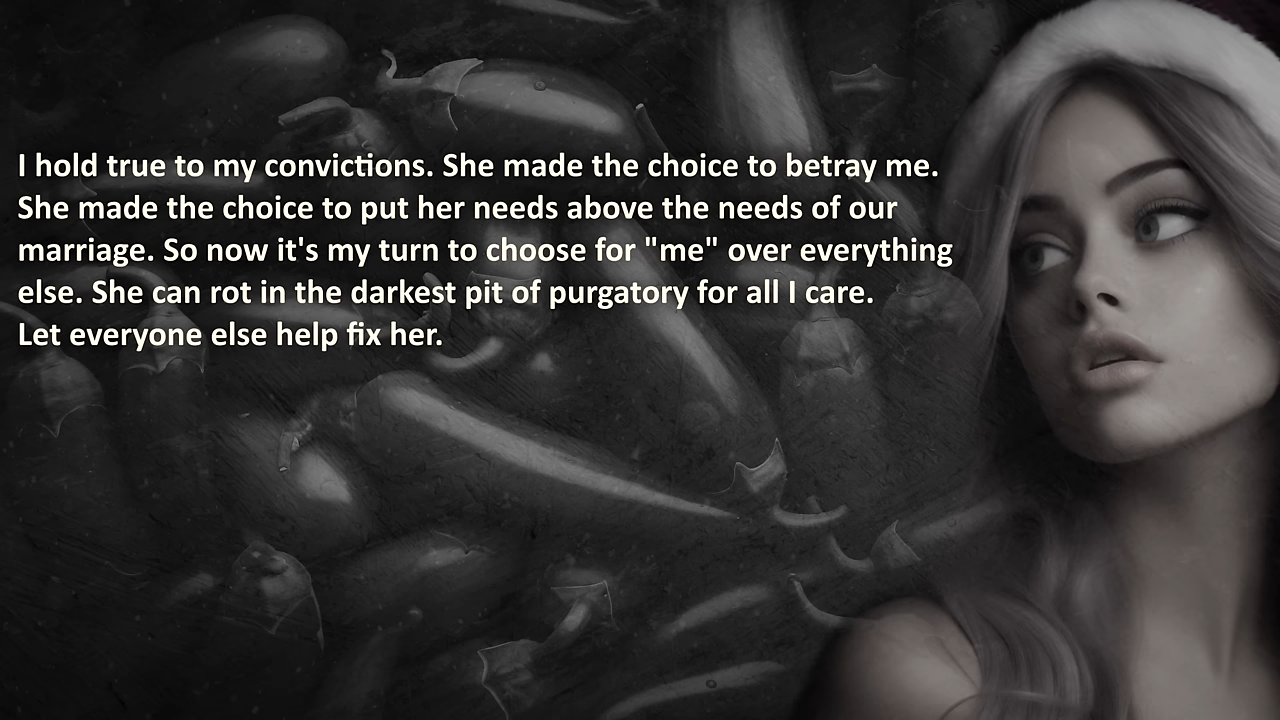 I hold true to my convictions. She made the choice to betray me.
She made the choice to put her needs above the needs of our
marriage. So now it's my turn to choose for "me" over everything
else. She can rot in the darkest pit of purgatory for all I care.
Let everyone else help fix her.